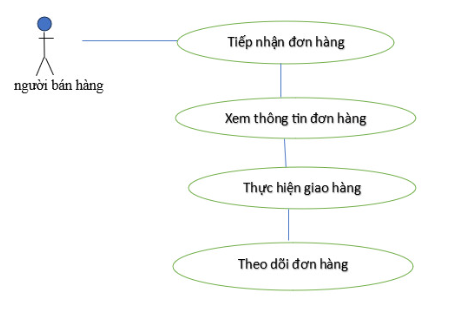 Tiếp nhận đơn hàng
người bán hàng
Xem thông tin đơn hàng
Thực hiện giao hàng
Theo dõi đơn hàng